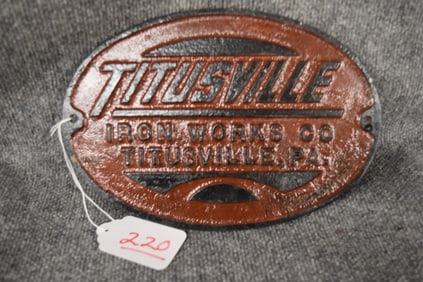 TITUSVILLE
IRON WORKS CO
TITUSVILLE, PA.
220